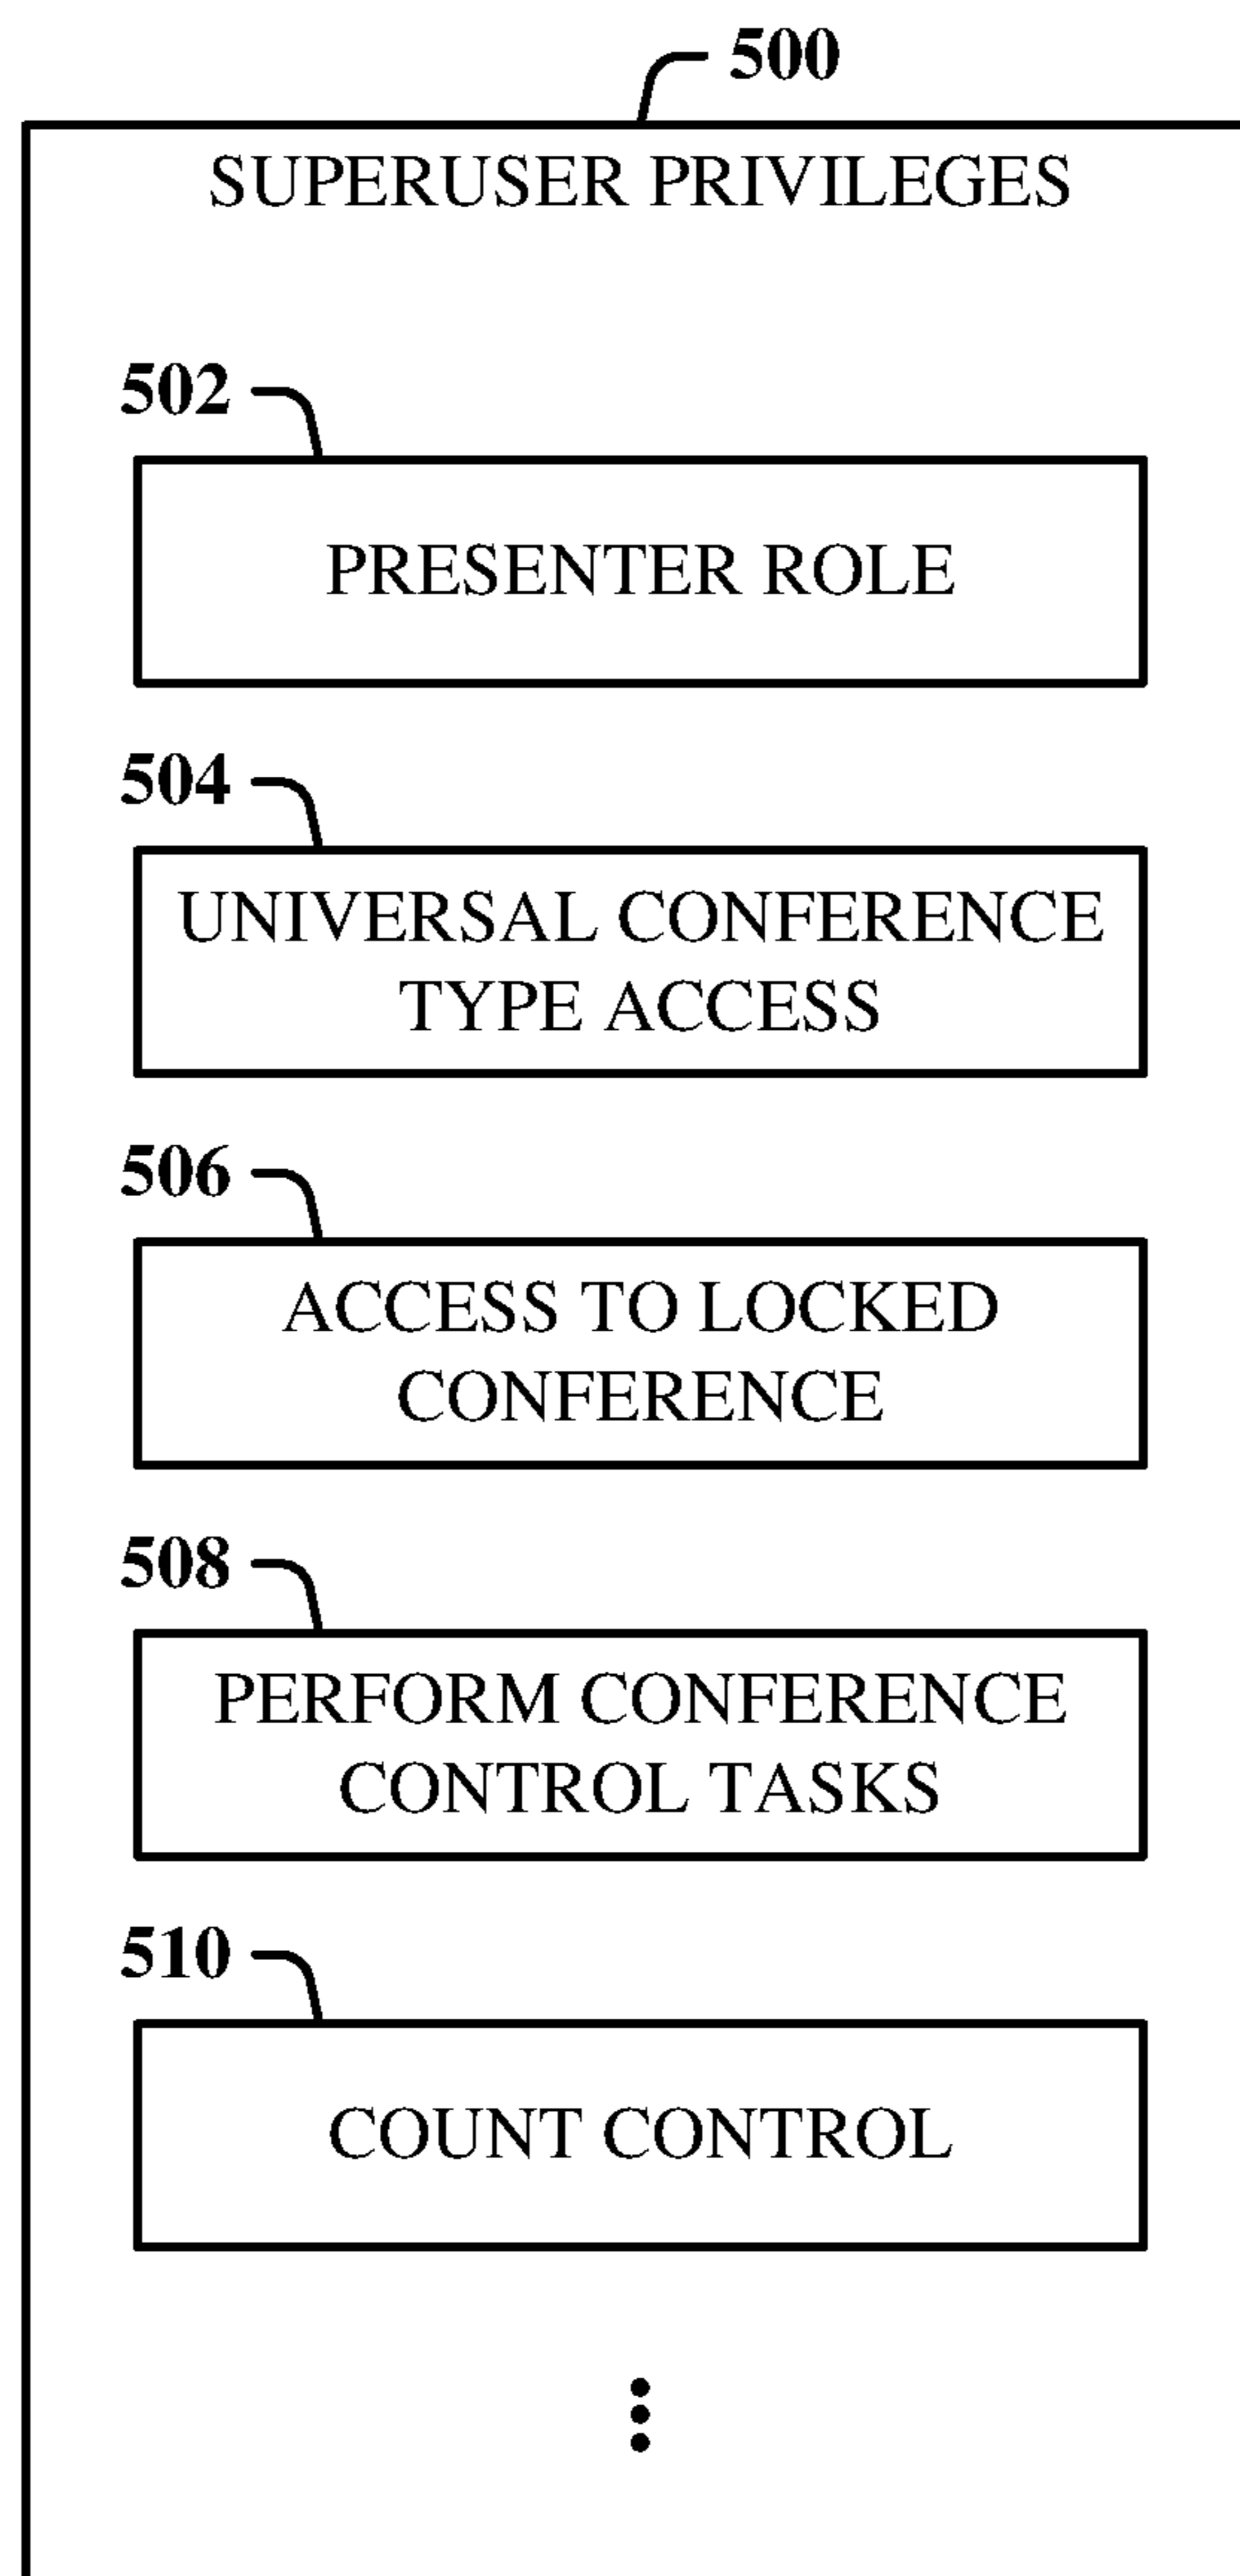 500
SUPERUSER PRIVILEGES
502
PRESENTER ROLE
504
UNIVERSAL CONFERENCE
TYPE ACCESS
506
ACCESS TO LOCKED
CONFERENCE
508
PERFORM CONFERENCE
CONTROL TASKS
510
COUNT CONTROL